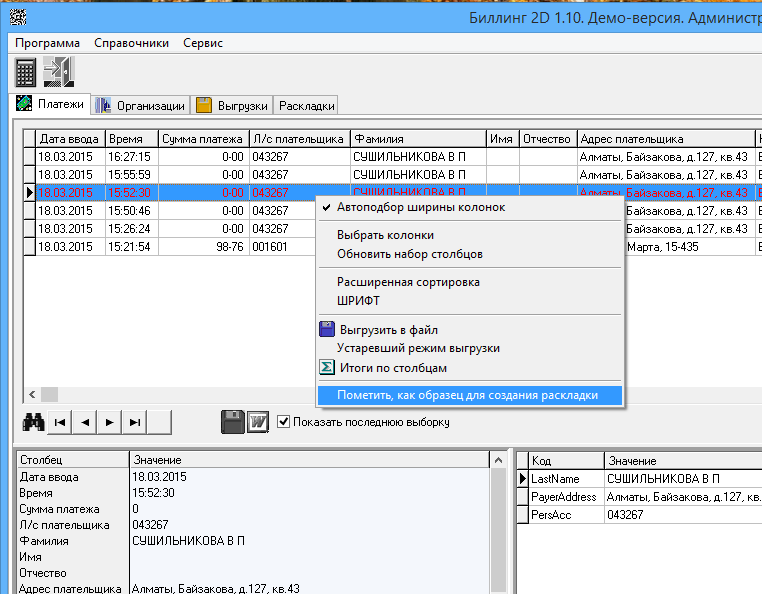 Биллинг 2D 1.10. Демо-версия. Администр
Программа Справочники Сервис
Платежи Организации Выгрузки Раскладки
Дата ввода Время Сумма платежа Л/с плательщика Фамилия Имя Отчество Адрес плательщика
18.03.2015 16:27:15 0-00 043267 СУШИЛЬНИКОВА В П Алматы, Байзакова, д.127, кв.43
18.03.2015 15:55:59 0-00 043267 СУШИЛЬНИКОВА В П Алматы, Байзакова, д.127, кв.43
18.03.2015 15:52:30 0-00 043267 СУШИЛЬНИКОВА В П Алматы, Байзакова, д.127, кв.43
18.03.2015 15:50:46 0-00 043267 Байзакова, д.127, кв.43
18.03.2015 15:26:24 0-00 043267 Байзакова, д.127, кв.43
18.03.2015 15:21:54 98-76 001601 Марта, 15-435
Автоподбор ширины колонок
Выбрать колонки
Обновить набор столбцов
Расширенная сортировка
ШРИФТ
Выгрузить в файл
Устаревший режим выгрузки
Итоги по столбцам
Пометить, как образец для создания раскладки
Показать последнюю выборку
Столбец Значение
Дата ввода 18.03.2015
Время 15:52:30
Сумма платежа 0
Л/с плательщика 043267
Фамилия СУШИЛЬНИКОВА В П
Имя
Отчество
Адрес плательщика Алматы, Байзакова, д.127, кв.43
Код Значение
LastName СУШИЛЬНИКОВА В П
PayerAddress Алматы, Байзакова, д.127, кв.
PersAcc 043267